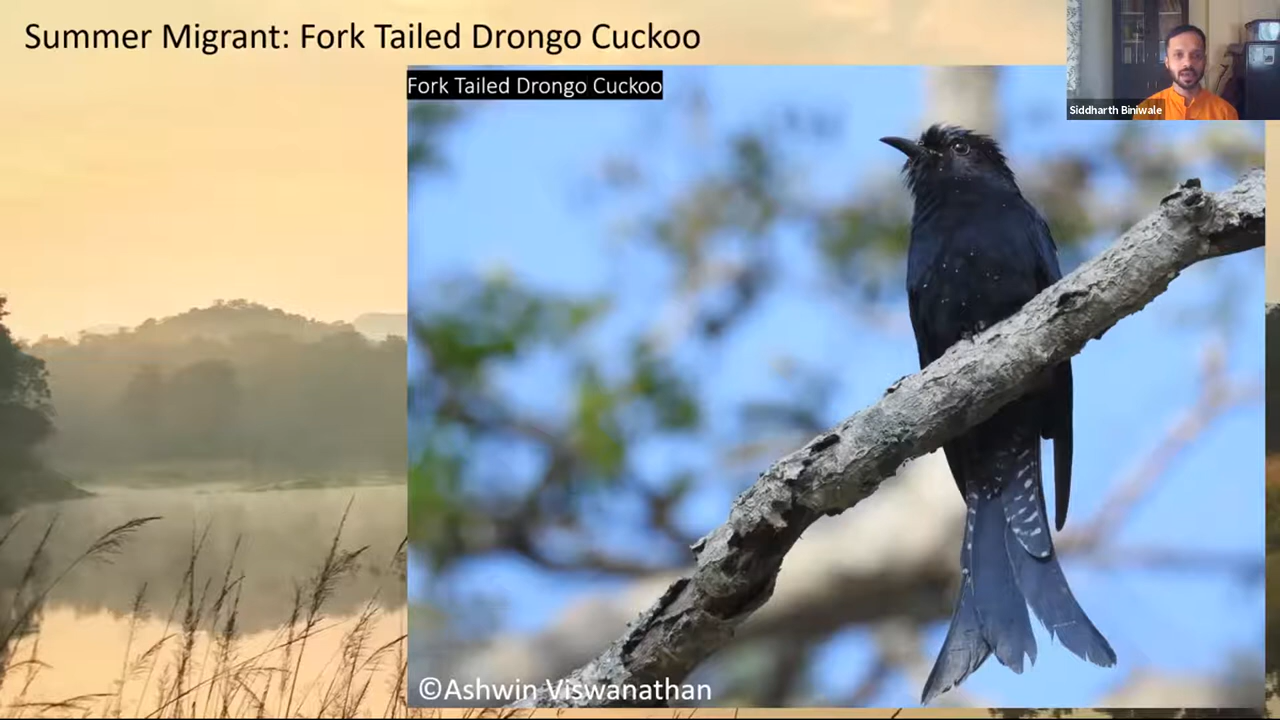 Summer Migrant: Fork Tailed Drongo Cuckoo
Fork Tailed Drongo Cuckoo
Siddharth Biniwale
©Ashwin Viswanathan